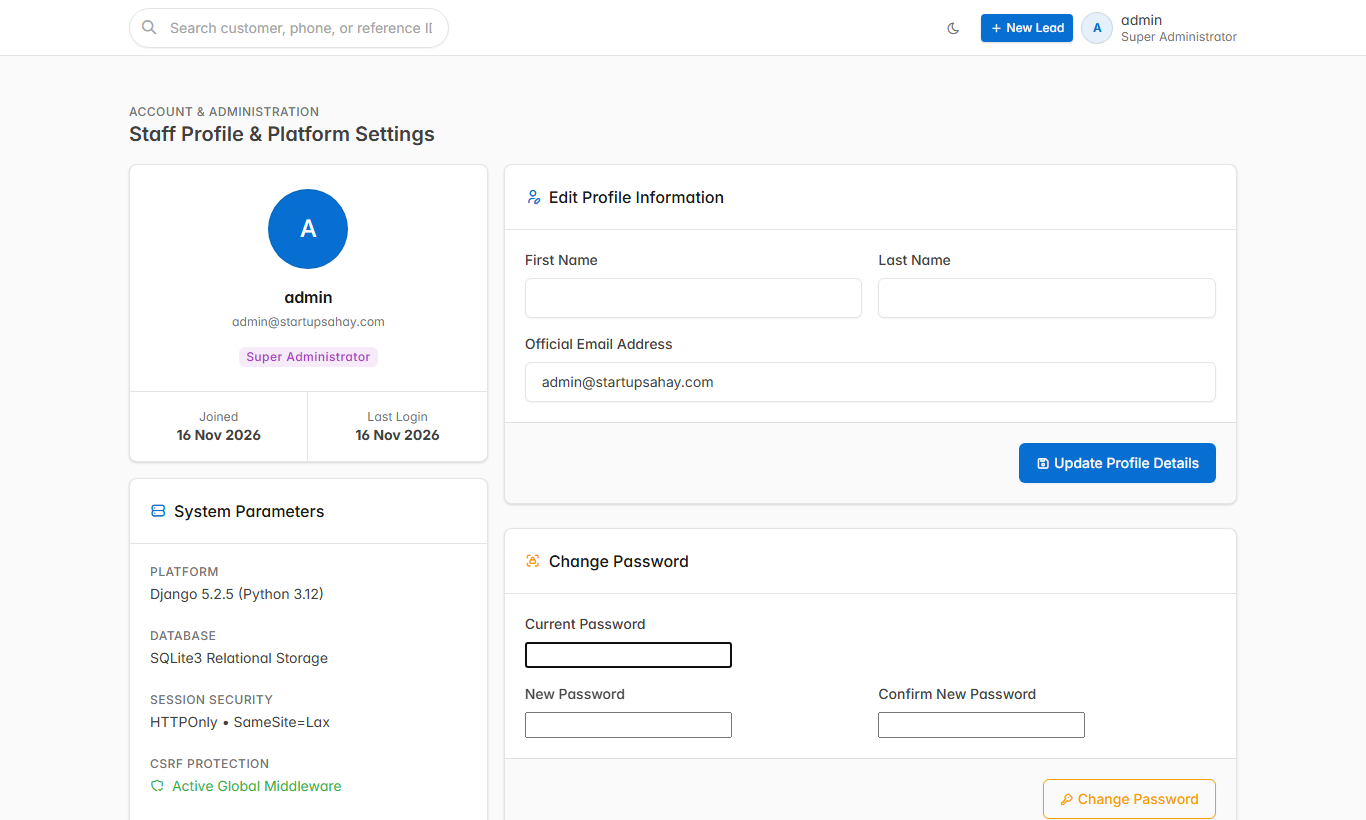 Search customer, phone, or reference I
+ New Lead
A
admin
Super Administrator
ACCOUNT & ADMINISTRATION
Staff Profile & Platform Settings
A
admin
admin@startupsahay.com
Super Administrator
Joined
16 Nov 2026
Last Login
16 Nov 2026
System Parameters
PLATFORM
Django 5.2.5 (Python 3.12)
DATABASE
SQLite3 Relational Storage
SESSION SECURITY
HTTPOnly • SameSite=Lax
CSRF PROTECTION
Active Global Middleware
Edit Profile Information
First Name
Last Name
Official Email Address
admin@startupsahay.com
Update Profile Details
Change Password
Current Password
New Password
Confirm New Password
Change Password